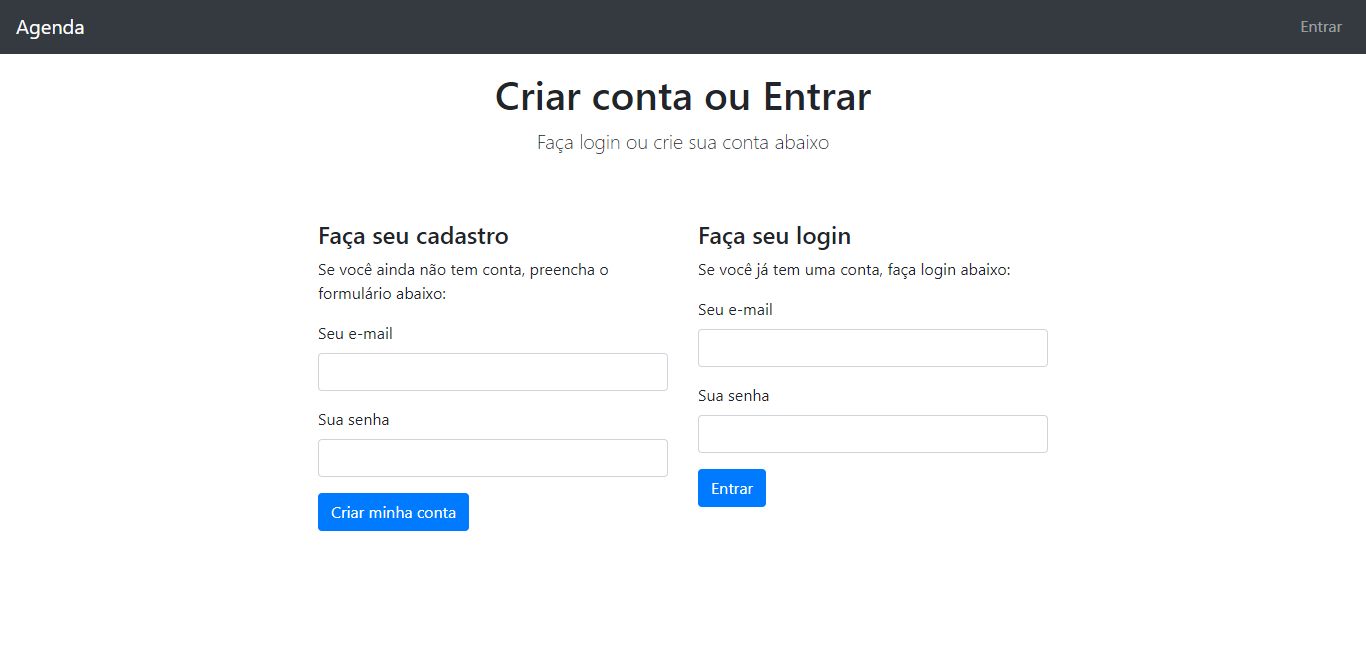 Agenda
Entrar
Criar conta ou Entrar
Faça login ou crie sua conta abaixo
Faça seu cadastro
Se você ainda não tem conta, preencha o
formulário abaixo:
Seu e-mail
Sua senha
Criar minha conta
Faça seu login
Se você já tem uma conta, faça login abaixo:
Seu e-mail
Sua senha
Entrar